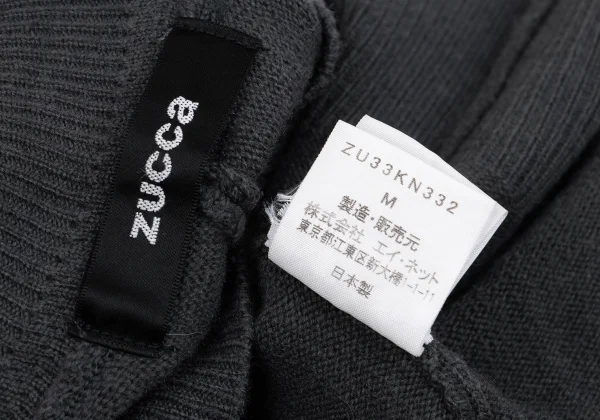 zucca
ZU33KN332
M
製造・販売元
株式会社 エイ・ネット
東京都江東区新大橋1-1-11
日本製